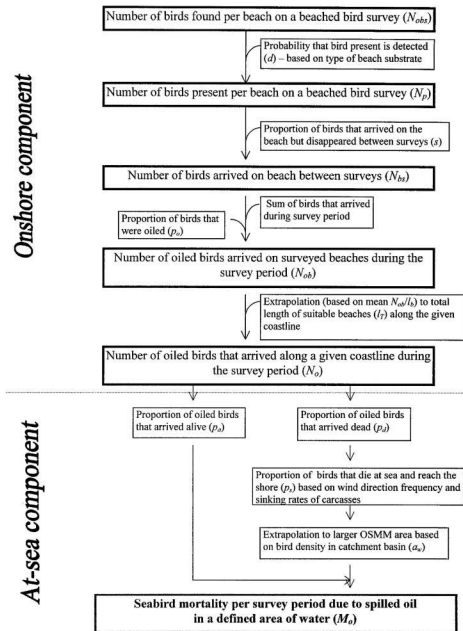 Number of birds found per beach on a beached bird survey (Nobs)
Probability that bird present is detected
(d) – based on type of beach substrate
Number of birds present per beach on a beached bird survey (Np)
Proportion of birds that arrived on the
beach but disappeared between surveys (s)
Number of birds arrived on beach between surveys (Nbs)
Proportion of birds that
were oiled (po)
Sum of birds that arrived
during survey period
Number of oiled birds arrived on surveyed beaches during the
survey period (Nob)
Extrapolation (based on mean Nob/lb) to total
length of suitable beaches (lT) along the given
coastline
Number of oiled birds that arrived along a given coastline during
the survey period (No)
Onshore component
Proportion of oiled birds
that arrived alive (pa)
Proportion of oiled birds
that arrived dead (pd)
Proportion of birds that die at sea and reach the
shore (ps) based on wind direction frequency and
sinking rates of carcasses
Extrapolation to larger OSMM area based
on bird density in catchment basin (aw)
Seabird mortality per survey period due to spilled oil
in a defined area of water (Mo)
At-sea component